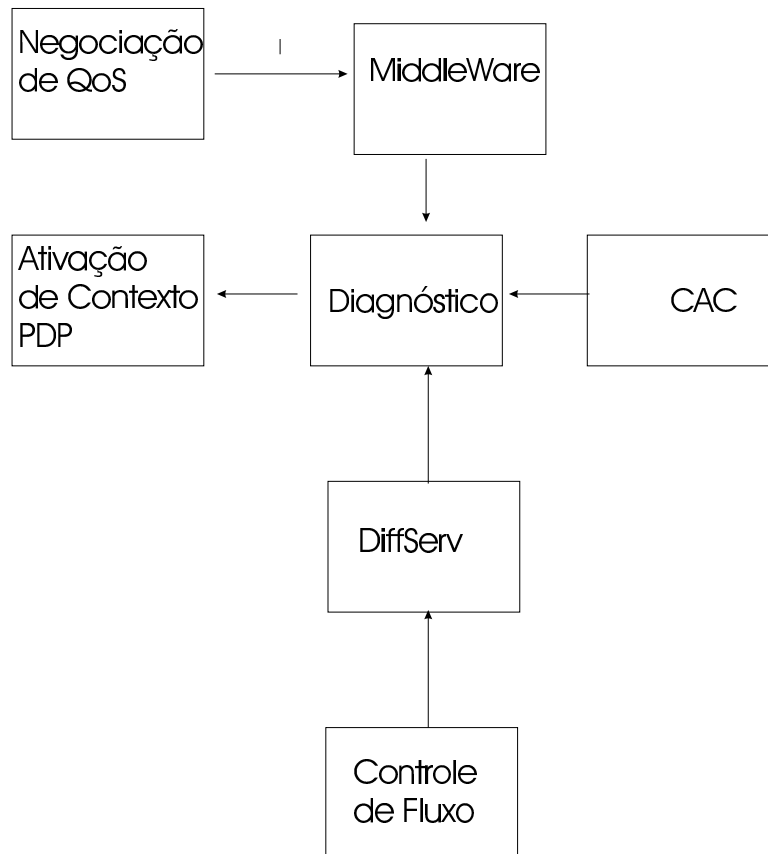 Negociação
de QoS
I
MiddleWare
Ativação
de Contexto
PDP
Diagnóstico
CAC
DiffServ
Controle
de Fluxo